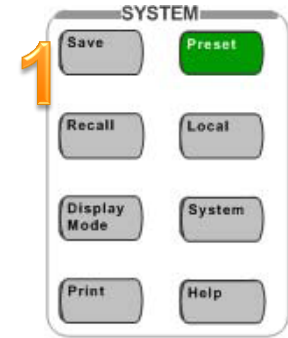 SYSTEM
1
Save Preset
Recall Local
Display
Mode
System
Print Help